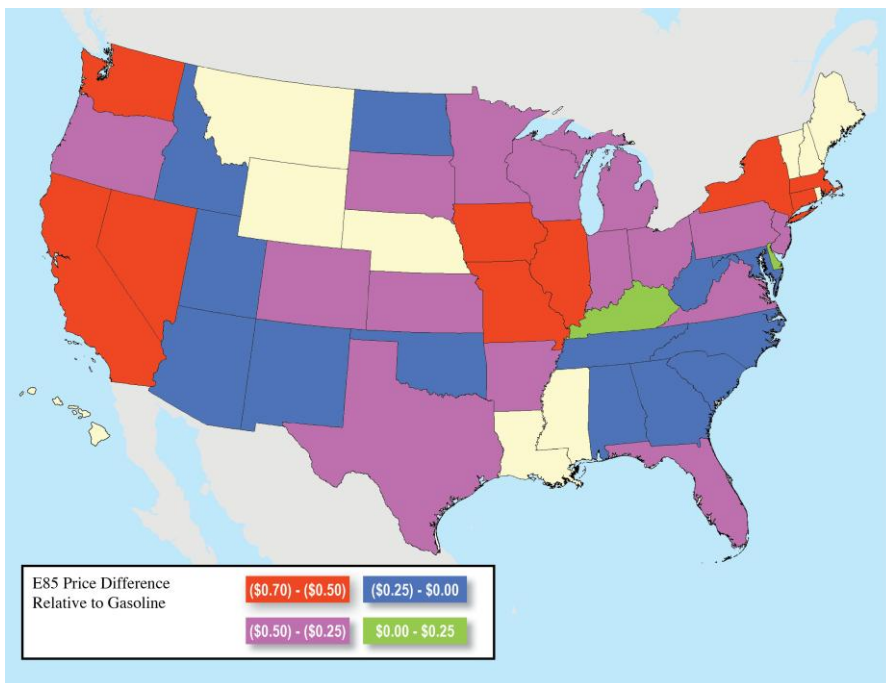 E85 Price Difference
Relative to Gasoline
($0.70) - ($0.50)
($0.25) - $0.00
($0.50) - ($0.25)
$0.00 - $0.25